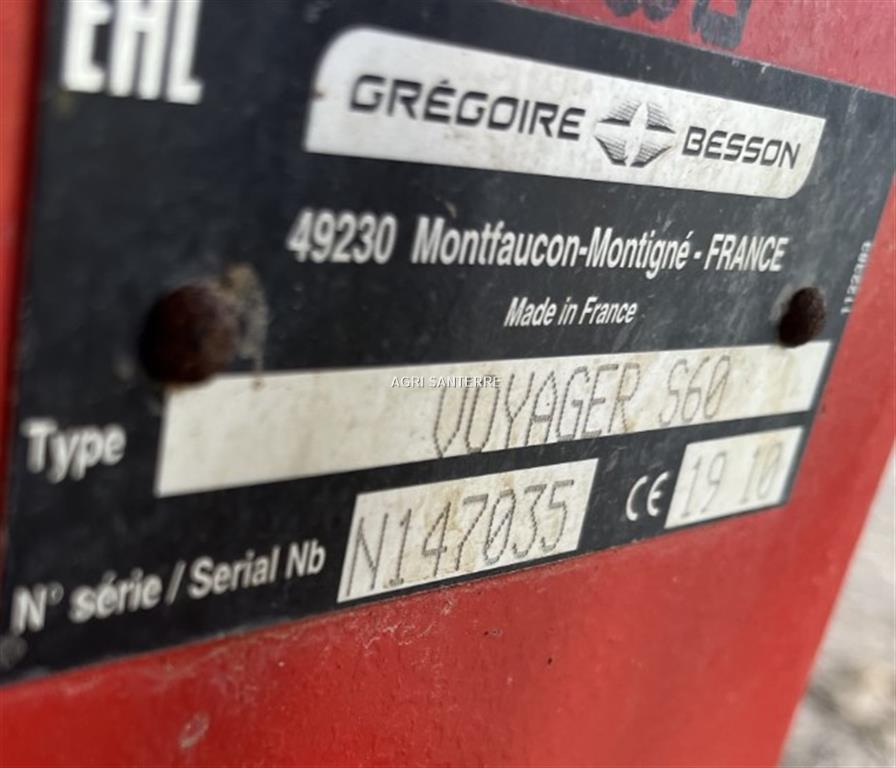 EAC
GRÉGOIRE BESSON
49230 Montfaucon-Montigné - FRANCE
Made in France
1122383
AGRI SANTERRE
Type VOYAGER S60
N° série / Serial Nb N147035 CE 19 10